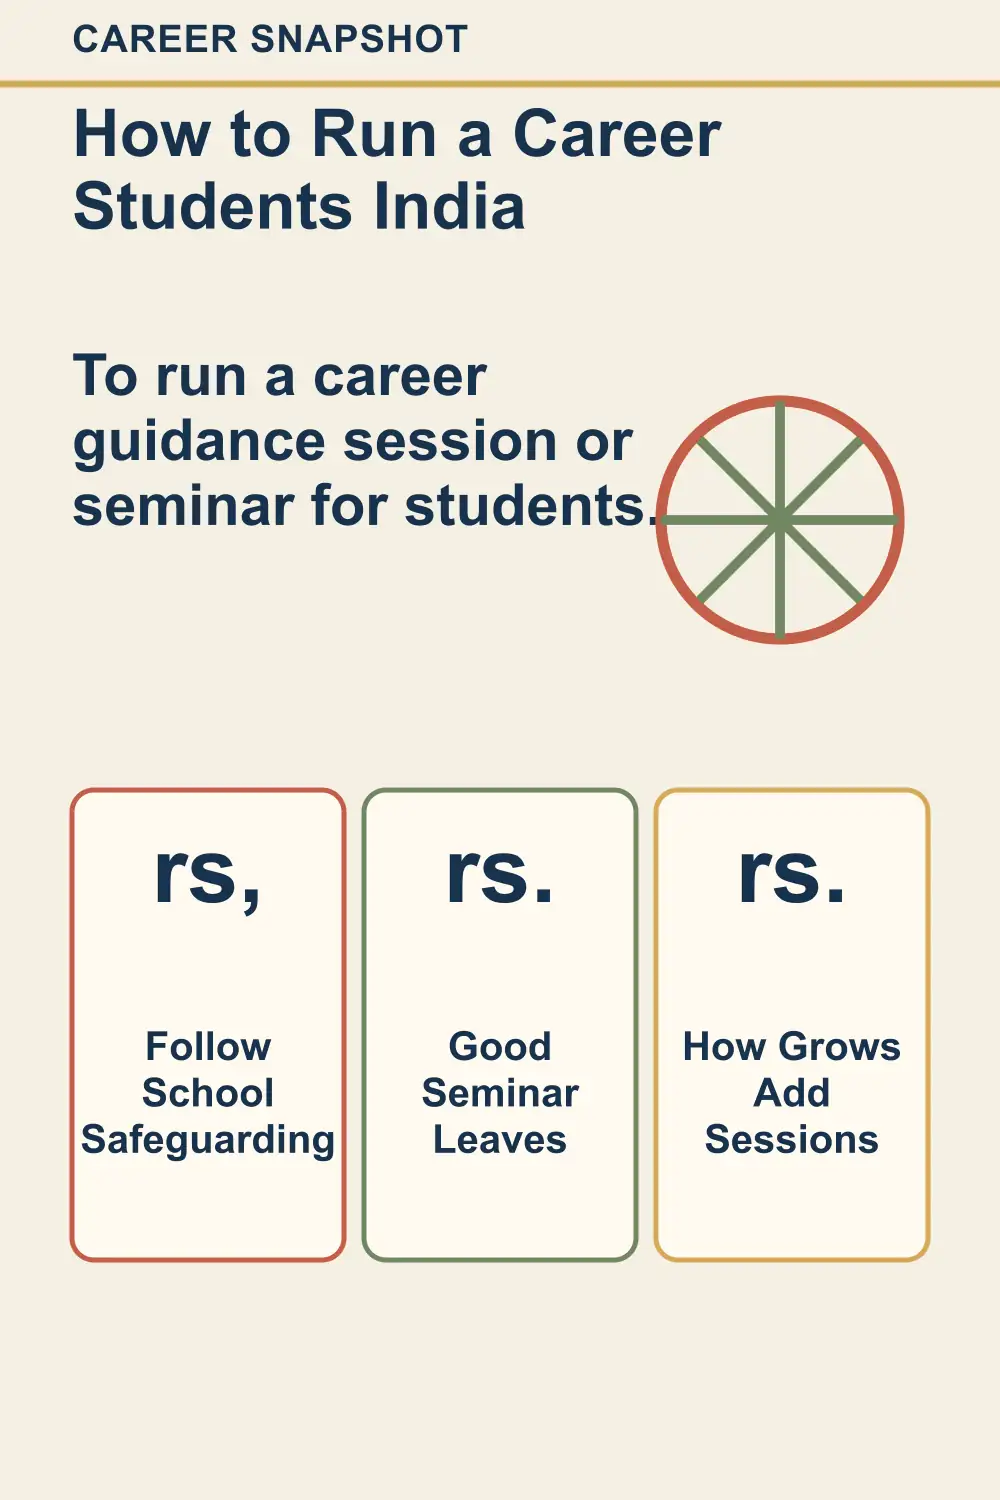 CAREER SNAPSHOT
How to Run a Career
Students India
To run a career
guidance session or
seminar for students.
rs,
Follow
School
Safeguarding
rs.
Good
Seminar
Leaves
rs.
How Grows
Add
Sessions